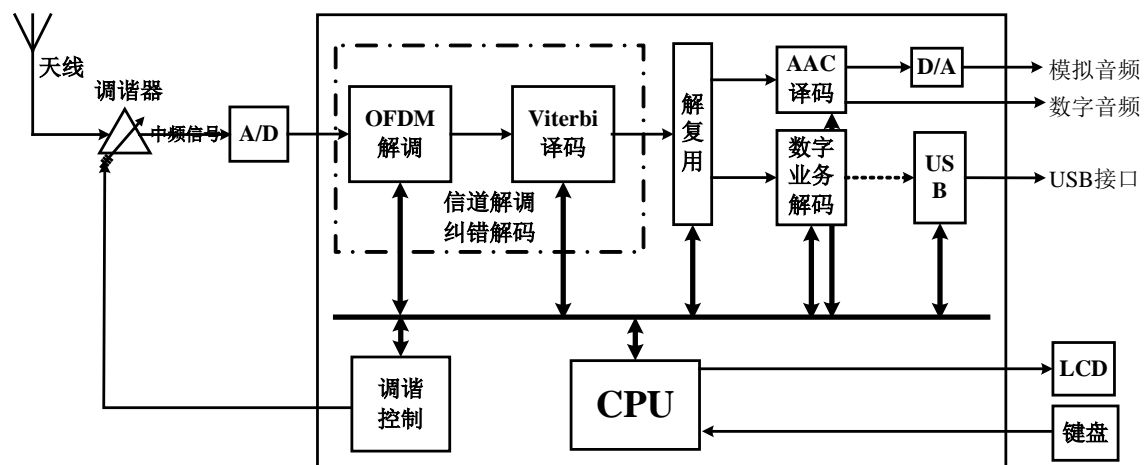 天线
调谐器
中频信号
A/D
OFDM
解调
Viterbi
译码
信道解调
纠错解码
解
复
用
AAC
译码
D/A
模拟音频
数字音频
数字
业务
解码
US
B
USB接口
调谐
控制
CPU
LCD
键盘